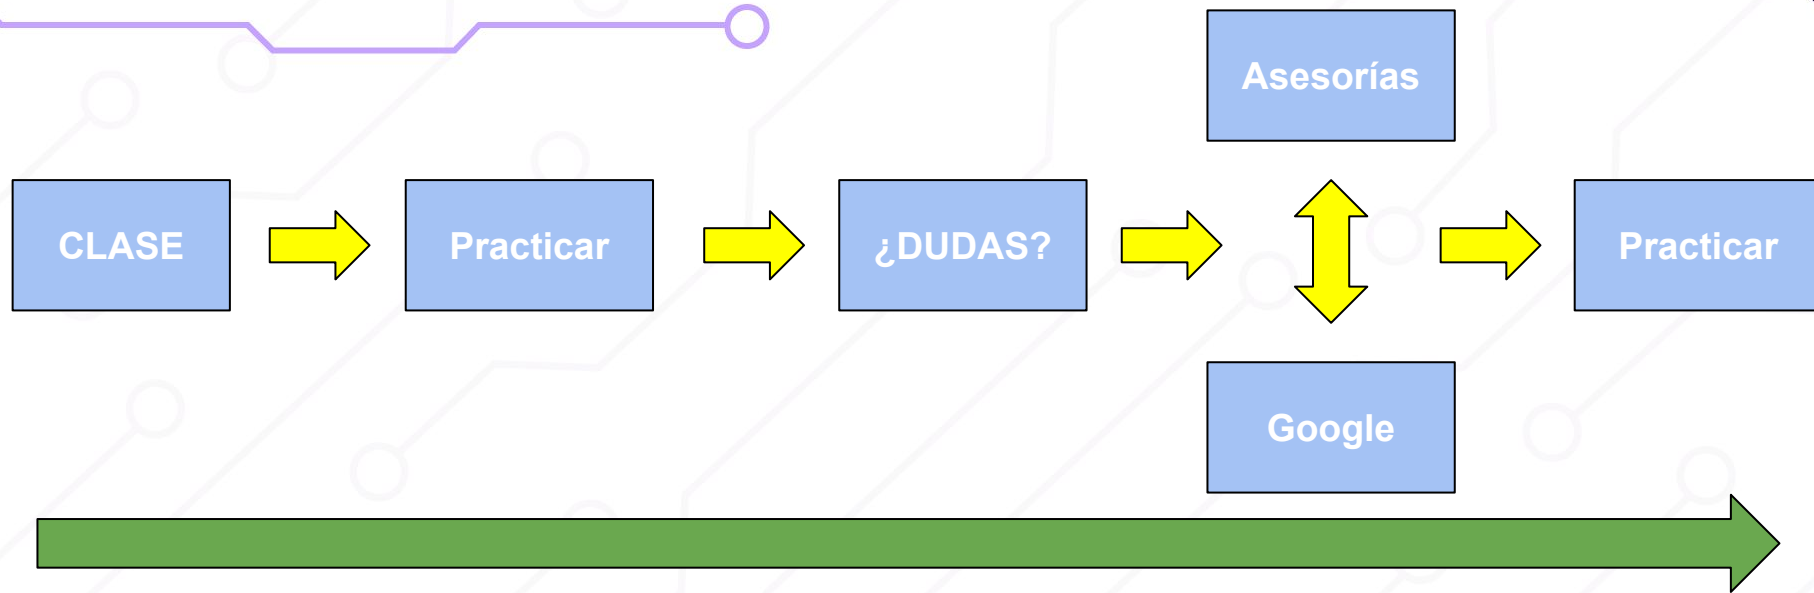 CLASE
Practicar
¿DUDAS?
Asesorías
Google
Practicar